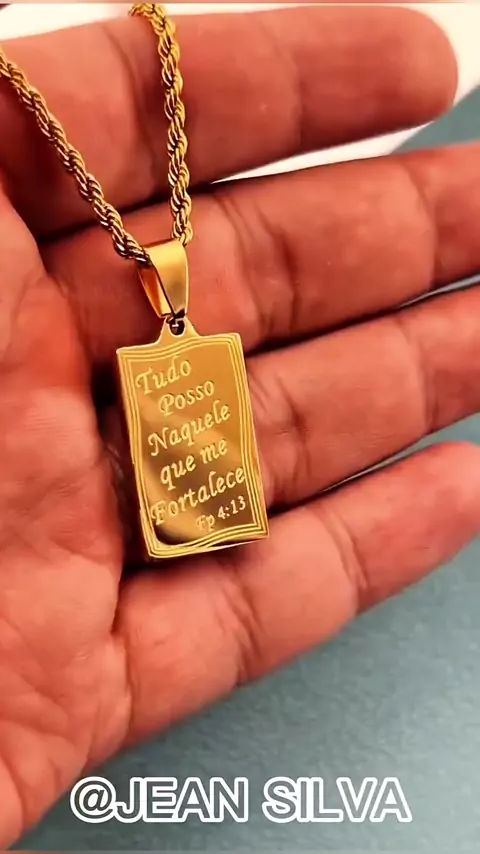 Tudo
Posso
Naquele
que me
Fortalece
Fp 4:13
@JEAN SILVA